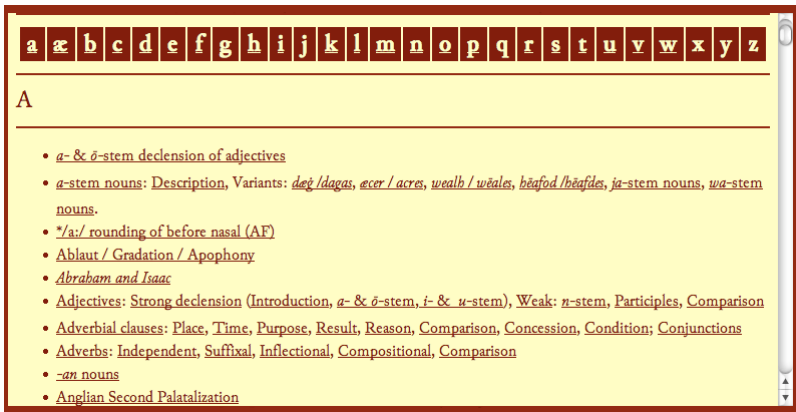 a æ b c d e f g h i j k l m n o p q r s t u v w x y z
A
• a- & ō-stem declension of adjectives
• a-stem nouns: Description, Variants: dæġ /dagas, æcer / acres, wealh / wēales, hēafod /hēafdes, ja-stem nouns, wa-stem
nouns.
• */a:/ rounding of before nasal (AF)
• Ablaut / Gradation / Apophony
• Abraham and Isaac
• Adjectives: Strong declension (Introduction, a- & ō-stem, i- & u-stem), Weak: n-stem, Participles, Comparison
• Adverbial clauses: Place, Time, Purpose, Result, Reason, Comparison, Concession, Condition; Conjunctions
• Adverbs: Independent, Suffixal, Inflectional, Compositional, Comparison
• -an nouns
• Anglian Second Palatalization